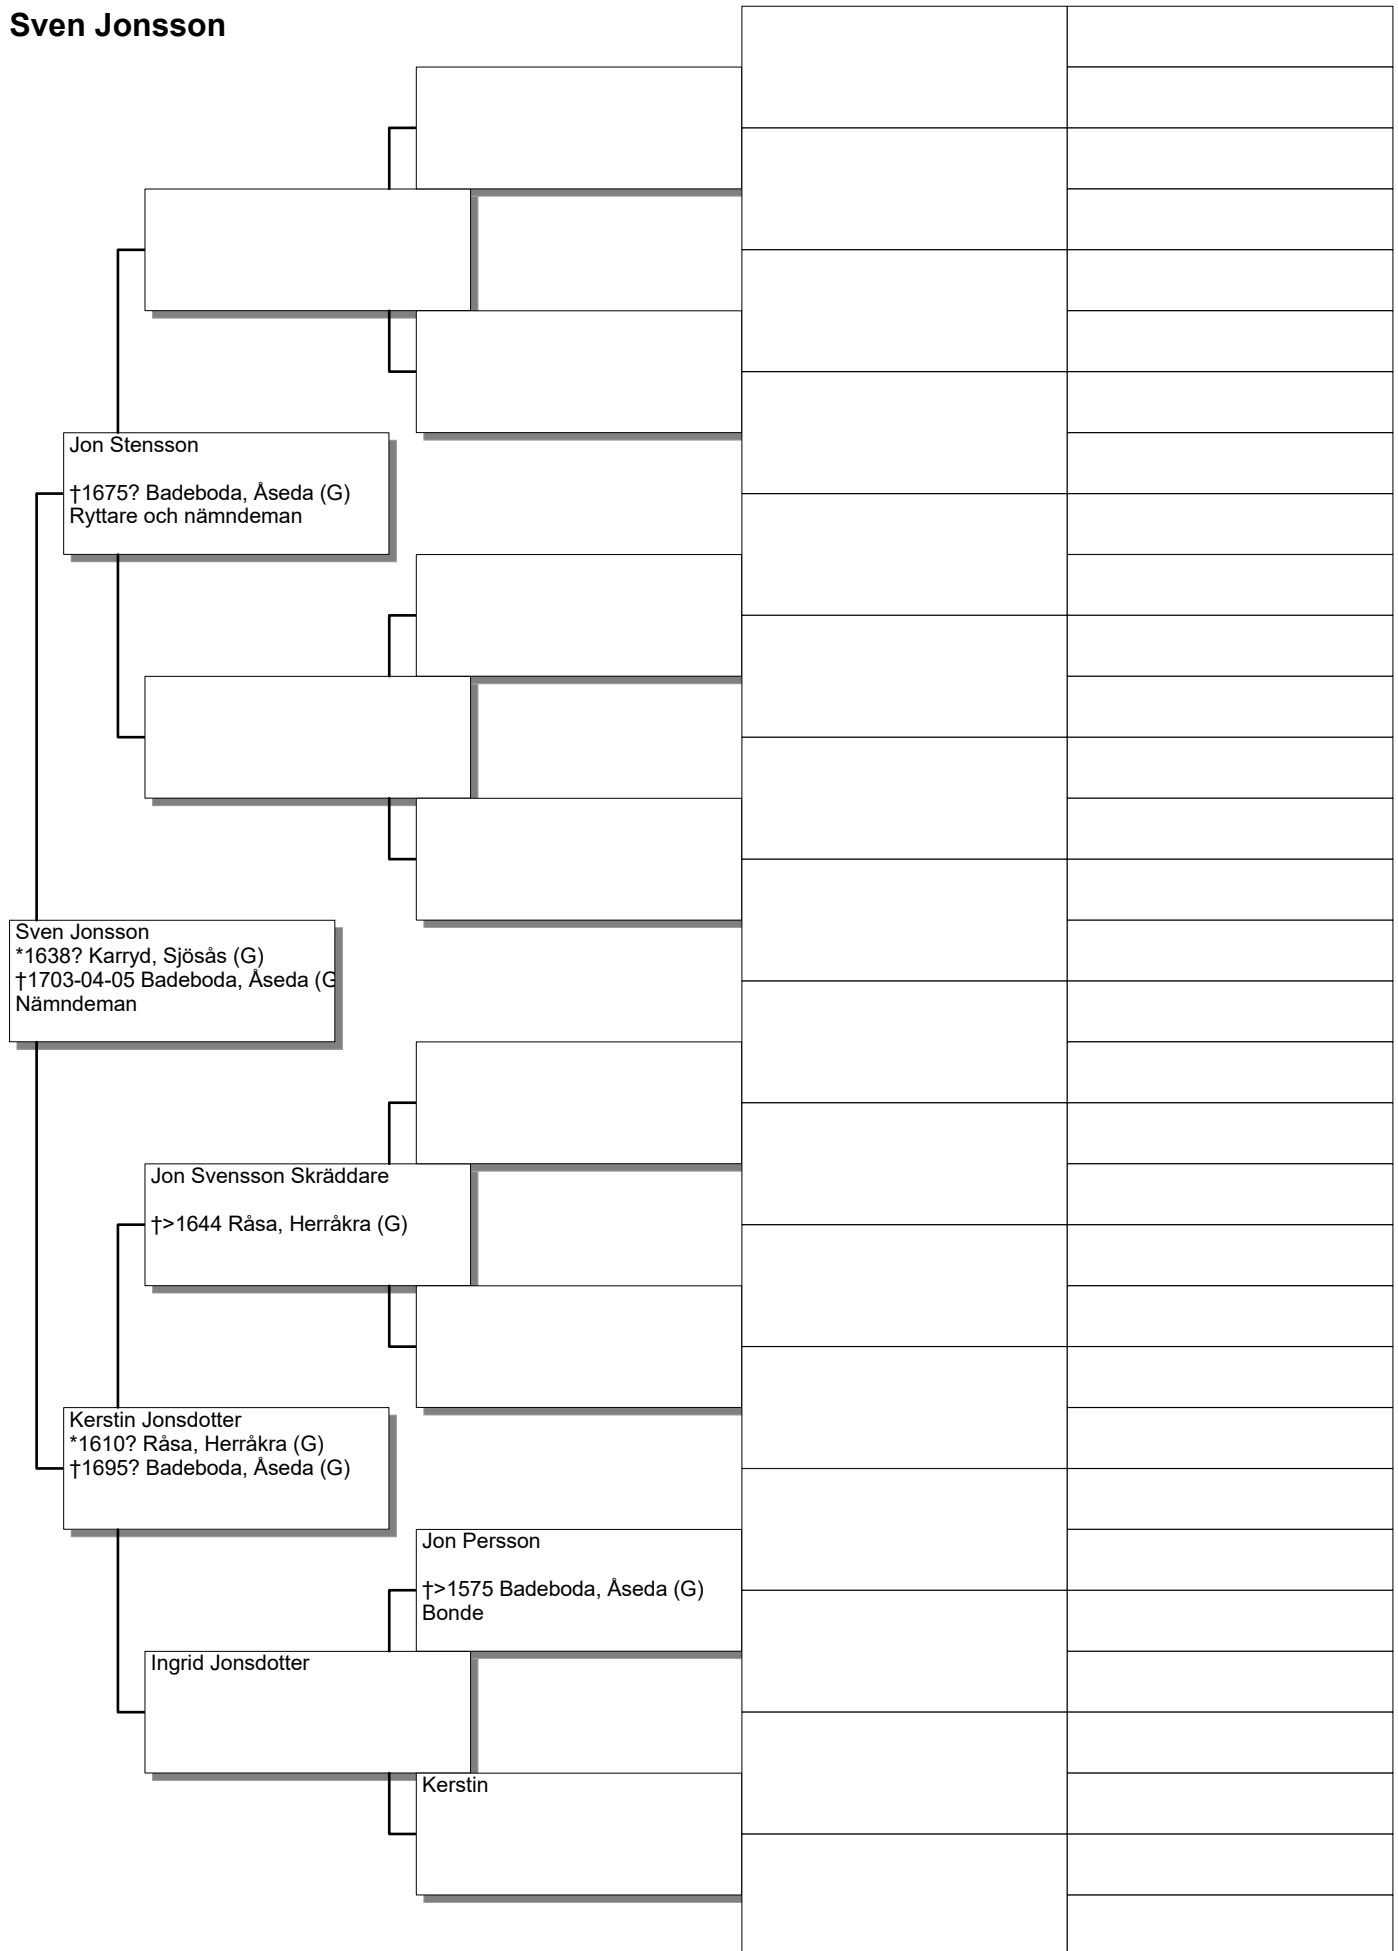 Sven Jonsson
Jon Stensson
†1675? Badeboda, Åseda (G)
Ryttare och nämndeman
Sven Jonsson
*1638? Karryd, Sjösås (G)
†1703-04-05 Badeboda, Åseda (G
Nämndeman
Jon Svensson Skräddare
†>1644 Råsa, Herråkra (G)
Kerstin Jonsdotter
*1610? Råsa, Herråkra (G)
†1695? Badeboda, Åseda (G)
Jon Persson
†>1575 Badeboda, Åseda (G)
Bonde
Ingrid Jonsdotter
Kerstin